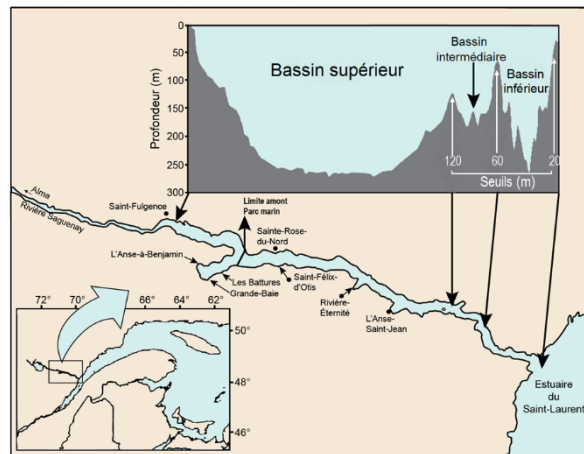 Profondeur (m)
0
50
100
150
200
250
300
Bassin supérieur
Bassin
intermédiaire
Bassin
inférieur
120
60
20
Seuils (m)
Alma
Rivière Saguenay
Saint-Fulgence
Limite amont
Parc marin
Sainte-Rose-
du-Nord
L'Anse-à-Benjamin
Les Battures
Grande-Baie
Saint-Félix-
d'Otis
Rivière-
Éternité
L'Anse-
Saint-Jean
Estuaire
du
Saint-Laurent
72° 70° 66° 64° 62°
50°
48°
46°